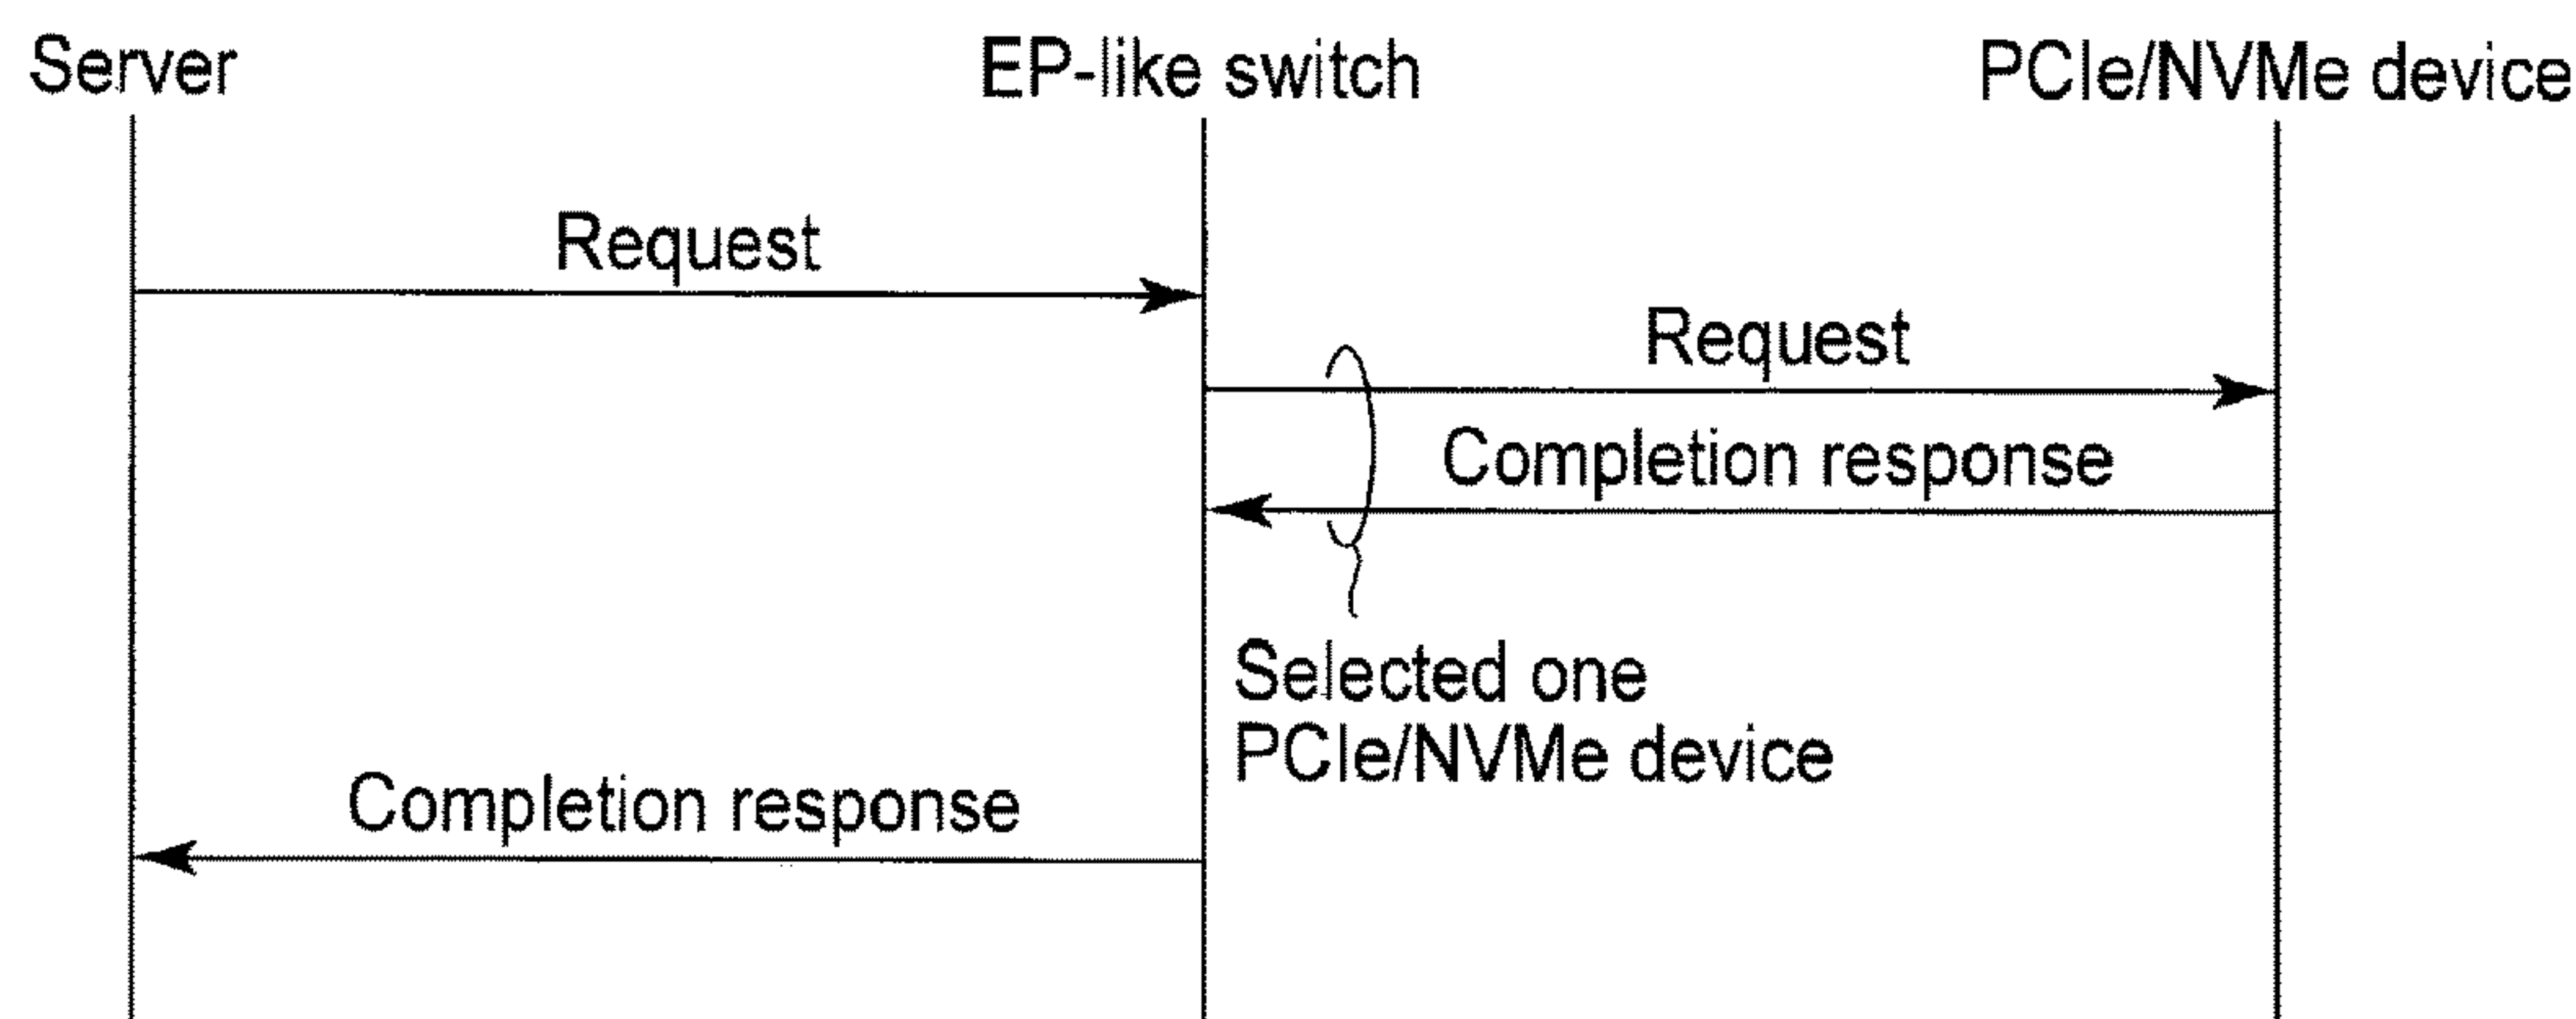 Server
EP-like switch
PCIe/NVMe device
Request
Request
Completion response
Selected one
PCIe/NVMe device
Completion response